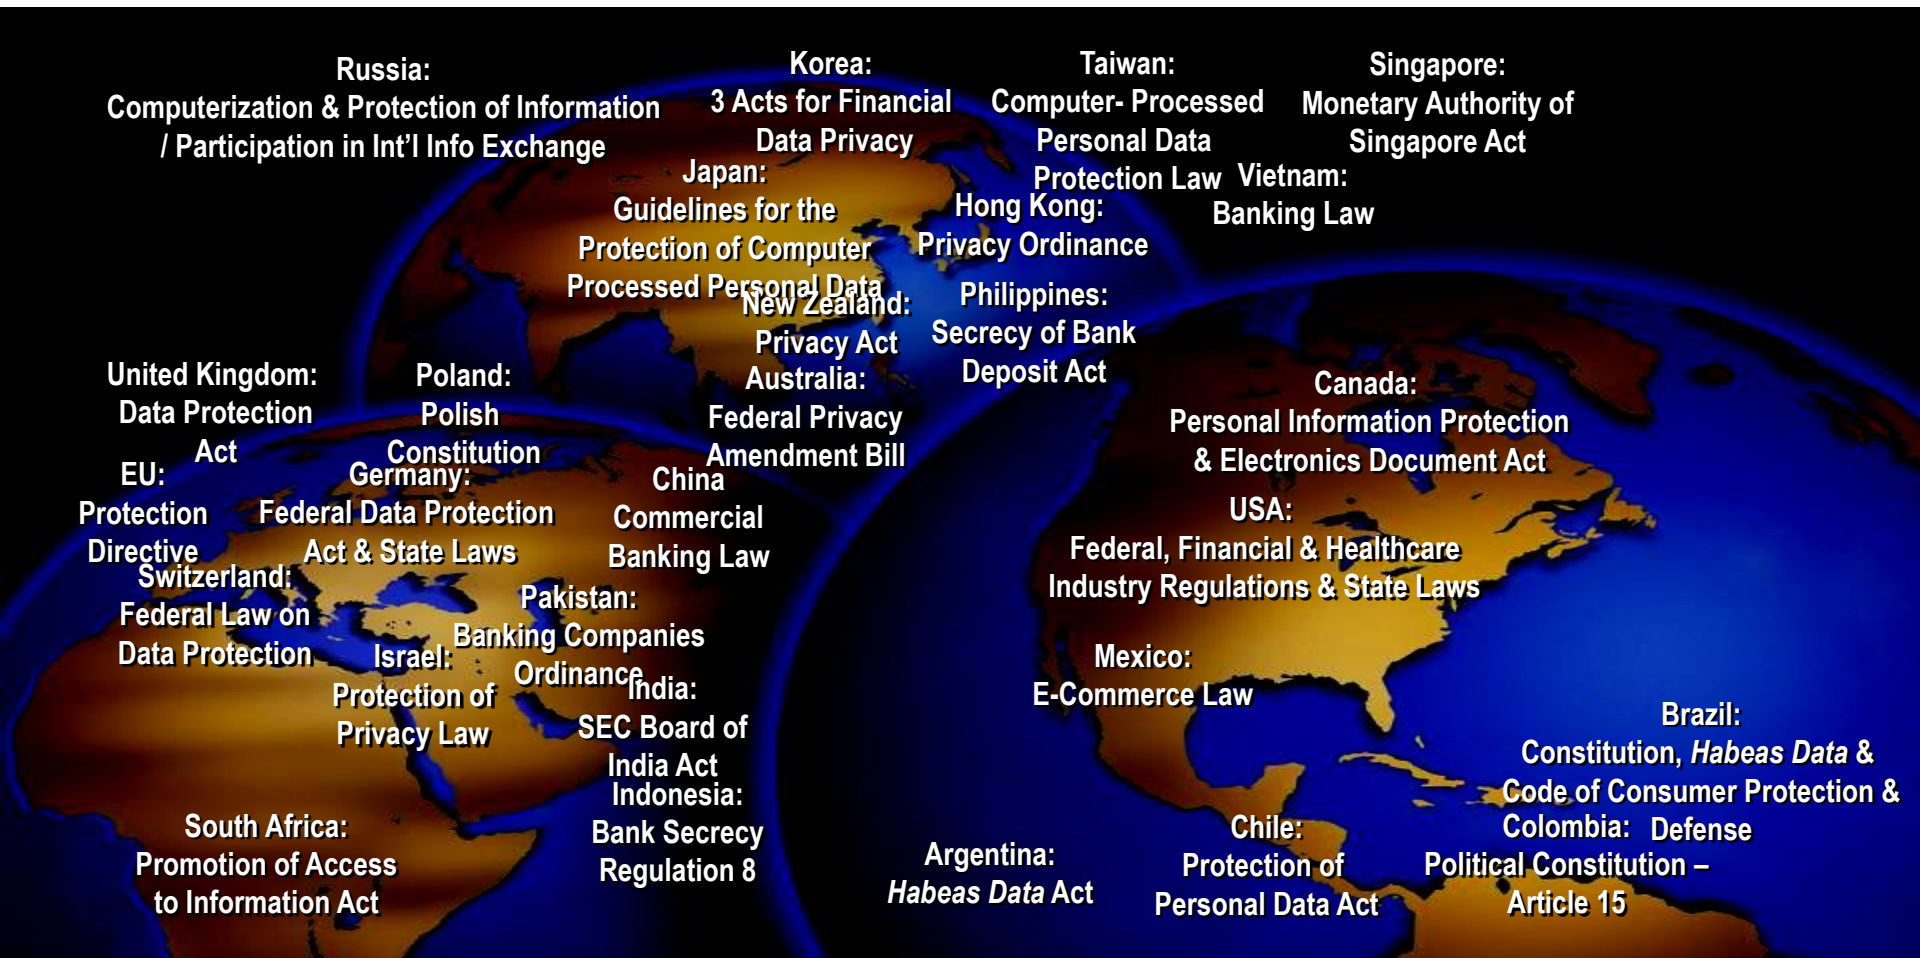 Russia:
Computerization & Protection of Information
/ Participation in Int'l Info Exchange
Korea:
3 Acts for Financial
Data Privacy
Taiwan:
Computer- Processed
Personal Data
Protection Law
Singapore:
Monetary Authority of
Singapore Act
Japan:
Guidelines for the
Protection of Computer
Processed Personal Data
Hong Kong:
Privacy Ordinance
Vietnam:
Banking Law
New Zealand:
Privacy Act
Philippines:
Secrecy of Bank
Deposit Act
United Kingdom:
Data Protection
Act
Poland:
Polish
Constitution
Australia:
Federal Privacy
Amendment Bill
Canada:
Personal Information Protection
& Electronics Document Act
EU:
Protection
Directive
Germany:
Federal Data Protection
Act & State Laws
China
Commercial
Banking Law
USA:
Federal, Financial & Healthcare
Industry Regulations & State Laws
Switzerland:
Federal Law on
Data Protection
Pakistan:
Banking Companies
Ordinance
Israel:
Protection of
Privacy Law
India:
SEC Board of
India Act
Mexico:
E-Commerce Law
Brazil:
Constitution, Habeas Data &
Code of Consumer Protection &
Defense
Indonesia:
Bank Secrecy
Regulation 8
South Africa:
Promotion of Access
to Information Act
Argentina:
Habeas Data Act
Chile:
Protection of
Personal Data Act
Colombia:
Political Constitution –
Article 15